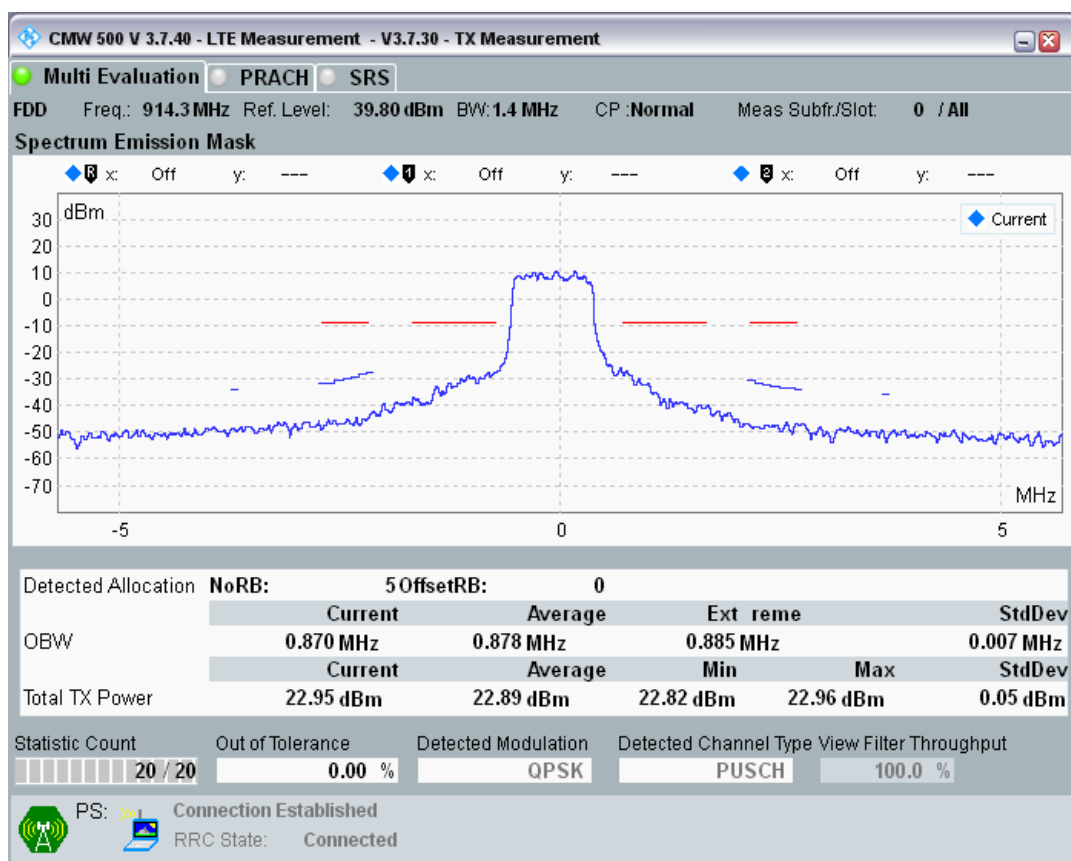 CMW 500 V 3.7.40 - LTE Measurement - V3.7.30 - TX Measurement
Multi Evaluation PRACH SRS
FDD Freq.: 914.3 MHz Ref. Level: 39.80 dBm BW: 1.4 MHz CP :Normal Meas Subfr./Slot: 0 / All
Spectrum Emission Mask
R x: Off y: --- 1 x: Off y: --- 2 x: Off y: ---
dBm
Current
30
20
10
0
-10
-20
-30
-40
-50
-60
-70
MHz
-5 0 5
Detected Allocation NoRB: 5 OffsetRB: 0
Current Average Ext reme StdDev
OBW 0.870 MHz 0.878 MHz 0.885 MHz 0.007 MHz
Current Average Min Max StdDev
Total TX Power 22.95 dBm 22.89 dBm 22.82 dBm 22.96 dBm 0.05 dBm
Statistic Count Out of Tolerance Detected Modulation Detected Channel Type View Filter Throughput
20 / 20 0.00 % QPSK PUSCH 100.0 %
PS: Connection Established
RRC State: Connected